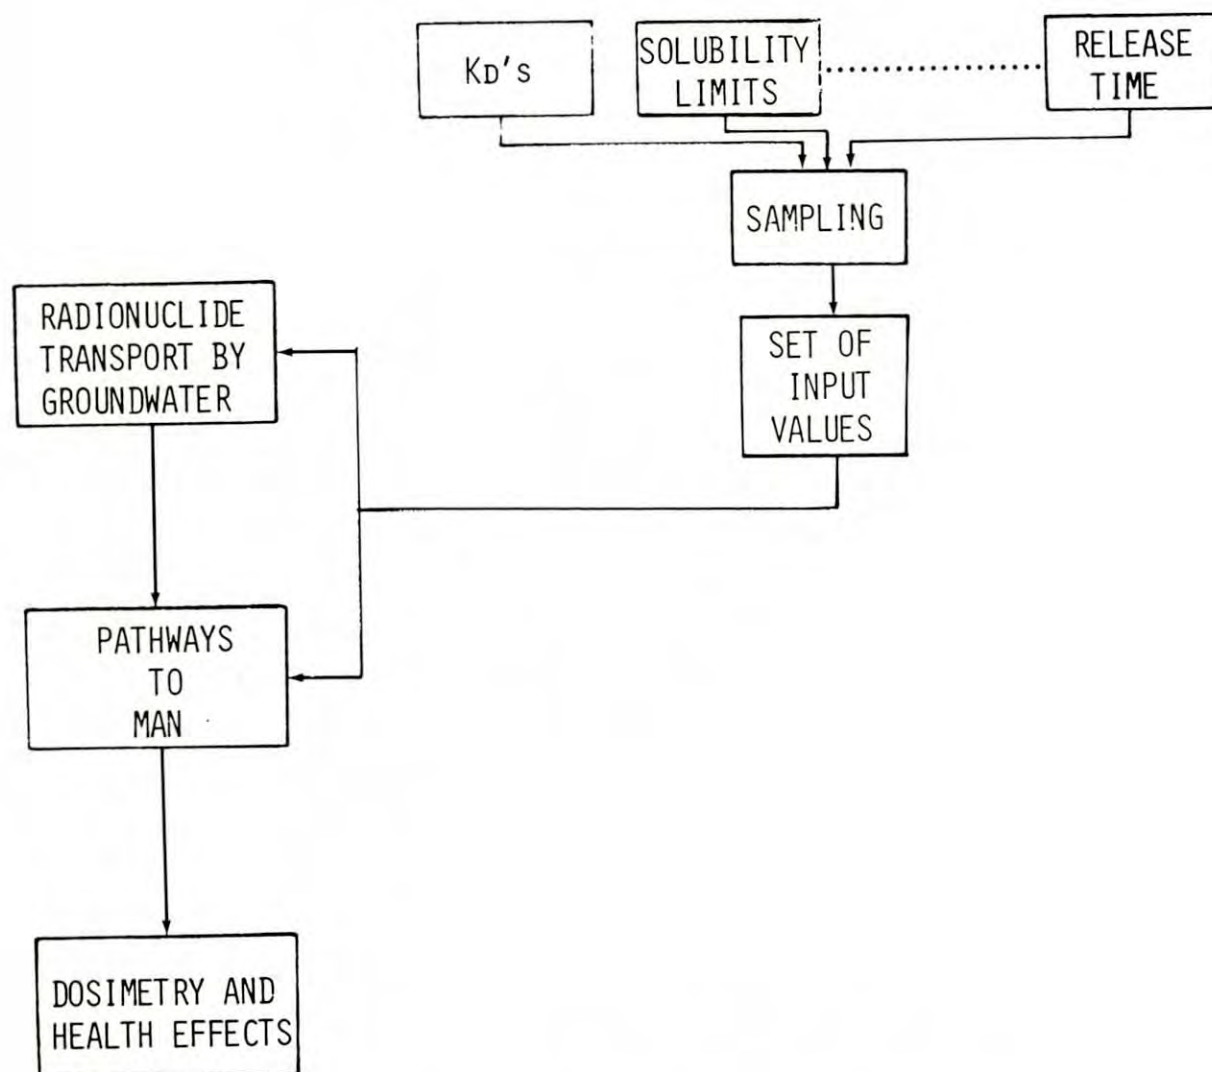 KD's
SOLUBILITY
LIMITS
RELEASE
TIME
SAMPLING
SET OF
INPUT
VALUES
RADIONUCLIDE
TRANSPORT BY
GROUNDWATER
PATHWAYS
TO
MAN
DOSIMETRY AND
HEALTH EFFECTS